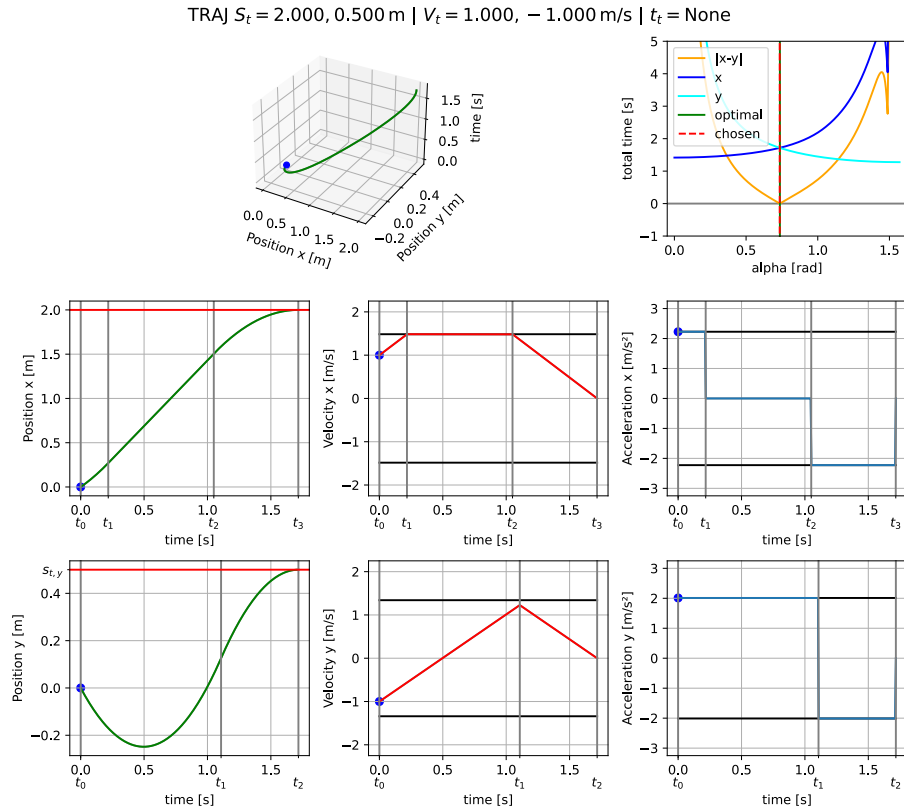 TRAJ S_t = 2.000, 0.500 m | V_t = 1.000, − 1.000 m/s | t_t = None
0.0
0.5
1.0
1.5
2.0
Position x [m]
−0.2
0.0
0.2
0.4
Position y [m]
0.0
0.5
1.0
1.5
time [s]
5
4
3
2
1
0
−1
total time [s]
|x-y|
x
y
optimal
chosen
0.0 0.5 1.0 1.5
alpha [rad]
2.0
1.5
1.0
0.5
0.0
Position x [m]
0.0 0.5 1.0 1.5
t_0 t_1 t_2 t_3
time [s]
2
1
0
−1
−2
Velocity x [m/s]
0.0 0.5 1.0 1.5
t_0 t_1 t_2 t_3
time [s]
3
2
1
0
−1
−2
−3
Acceleration x [m/s²]
0.0 0.5 1.0 1.5
t_0 t_1 t_2 t_3
time [s]
s_{t,y}
0.4
0.2
0.0
−0.2
Position y [m]
0.0 0.5 1.0 1.5
t_0 t_1 t_2
time [s]
2
1
0
−1
−2
Velocity y [m/s]
0.0 0.5 1.0 1.5
t_0 t_1 t_2
time [s]
3
2
1
0
−1
−2
−3
Acceleration y [m/s²]
0.0 0.5 1.0 1.5
t_0 t_1 t_2
time [s]